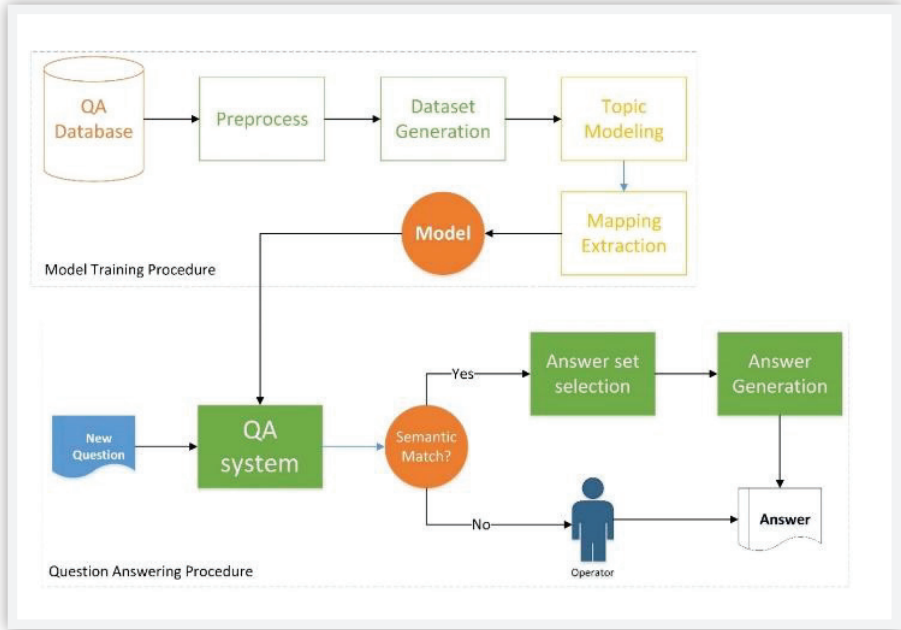 QA
Database
Preprocess
Dataset
Generation
Topic
Modeling
Mapping
Extraction
Model
Model Training Procedure
Yes
Answer set
selection
Answer
Generation
New
Question
QA
system
Semantic
Match?
No
Operator
Answer
Question Answering Procedure